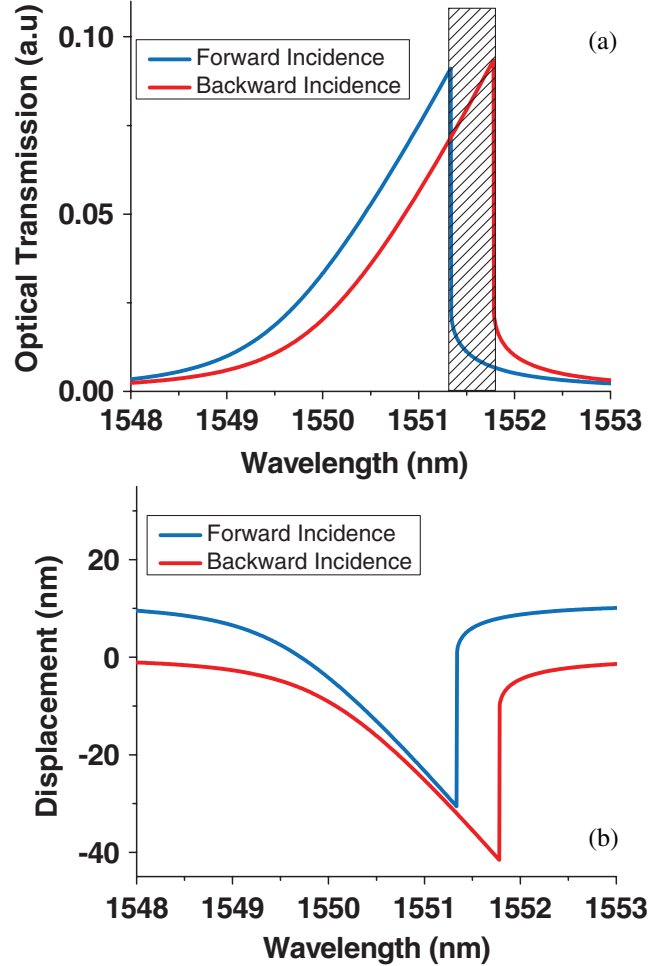 (a)
Forward Incidence
Backward Incidence
Optical Transmission (a.u)
0.10
0.05
0.00
1548 1549 1550 1551 1552 1553
Wavelength (nm)
Forward Incidence
Backward Incidence
Displacement (nm)
20
0
-20
-40
(b)
1548 1549 1550 1551 1552 1553
Wavelength (nm)